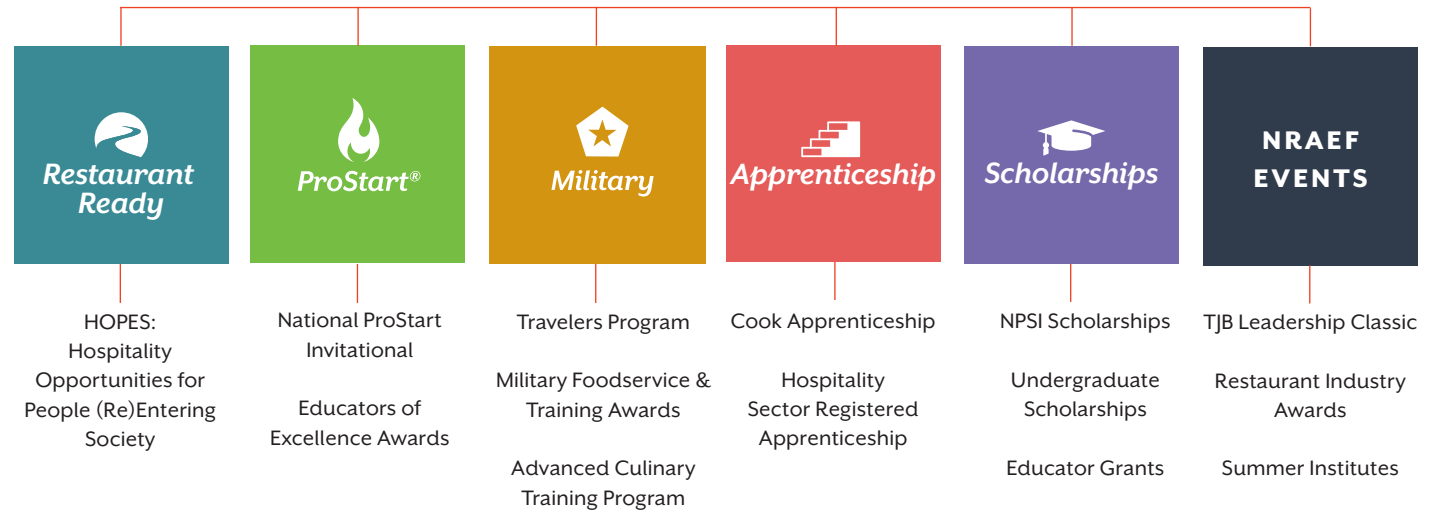 Restaurant
Ready
ProStart®
Military
Apprenticeship
Scholarships
NRAEF
EVENTS
HOPES:
Hospitality
Opportunities for
People (Re)Entering
Society
National ProStart
Invitational
Educators of
Excellence Awards
Travelers Program
Military Foodservice &
Training Awards
Advanced Culinary
Training Program
Cook Apprenticeship
Hospitality
Sector Registered
Apprenticeship
NPSI Scholarships
Undergraduate
Scholarships
Educator Grants
TJB Leadership Classic
Restaurant Industry
Awards
Summer Institutes